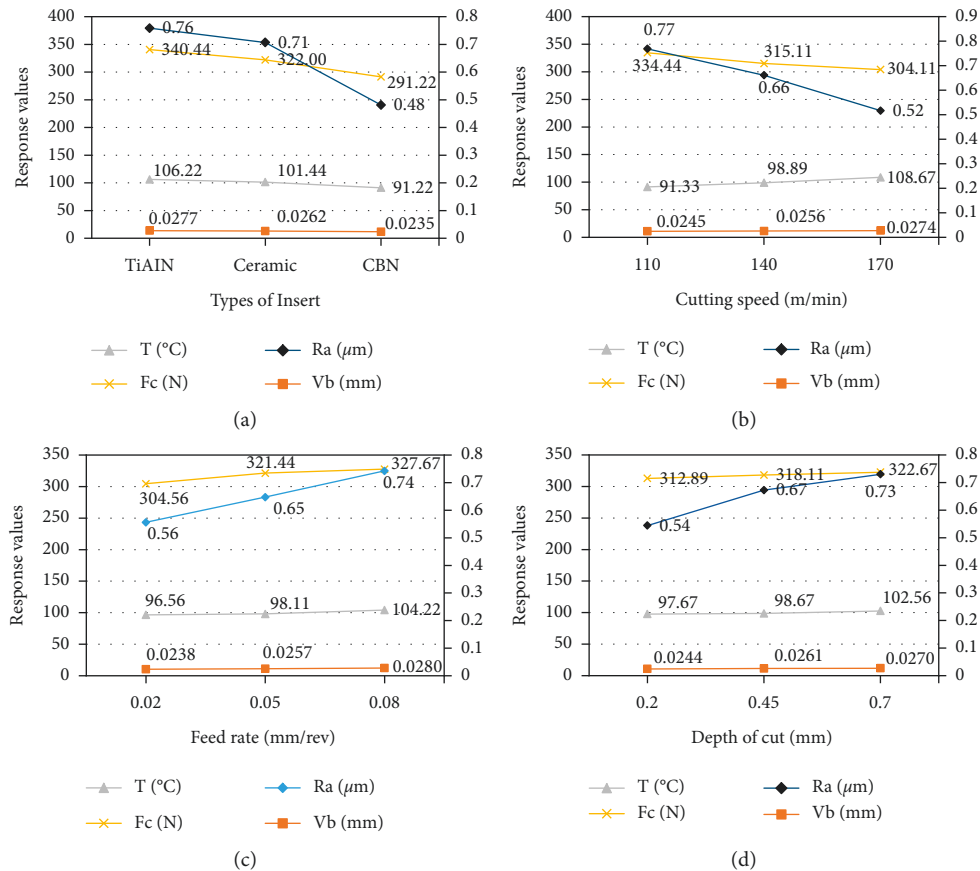 400 0.8
350 0.7
300 0.6
250 0.5
200 0.4
150 0.3
100 0.2
50 0.1
0 0
Response values
0.76 0.71
340.44 322.00 291.22
0.48
106.22 101.44 91.22
0.0277 0.0262 0.0235
TiAIN Ceramic CBN
Types of Insert
T (°C) Ra (μm)
Fc (N) Vb (mm)
(a)
400 0.9
350 0.8
300 0.7
250 0.6
200 0.5
150 0.4
100 0.3
50 0.2
0 0.1
0
Response values
0.77
334.44 315.11 304.11
0.66 0.52
91.33 98.89 108.67
0.0245 0.0256 0.0274
110 140 170
Cutting speed (m/min)
T (°C) Ra (μm)
Fc (N) Vb (mm)
(b)
350 0.8
300 0.7
250 0.6
200 0.5
150 0.4
100 0.3
50 0.2
0 0.1
0
Response values
304.56 321.44 327.67
0.56 0.65 0.74
96.56 98.11 104.22
0.0238 0.0257 0.0280
0.02 0.05 0.08
Feed rate (mm/rev)
T (°C) Ra (μm)
Fc (N) Vb (mm)
(c)
350 0.8
300 0.7
250 0.6
200 0.5
150 0.4
100 0.3
50 0.2
0 0.1
0
Response values
312.89 318.11 322.67
0.54 0.67 0.73
97.67 98.67 102.56
0.0244 0.0261 0.0270
0.2 0.45 0.7
Depth of cut (mm)
T (°C) Ra (μm)
Fc (N) Vb (mm)
(d)